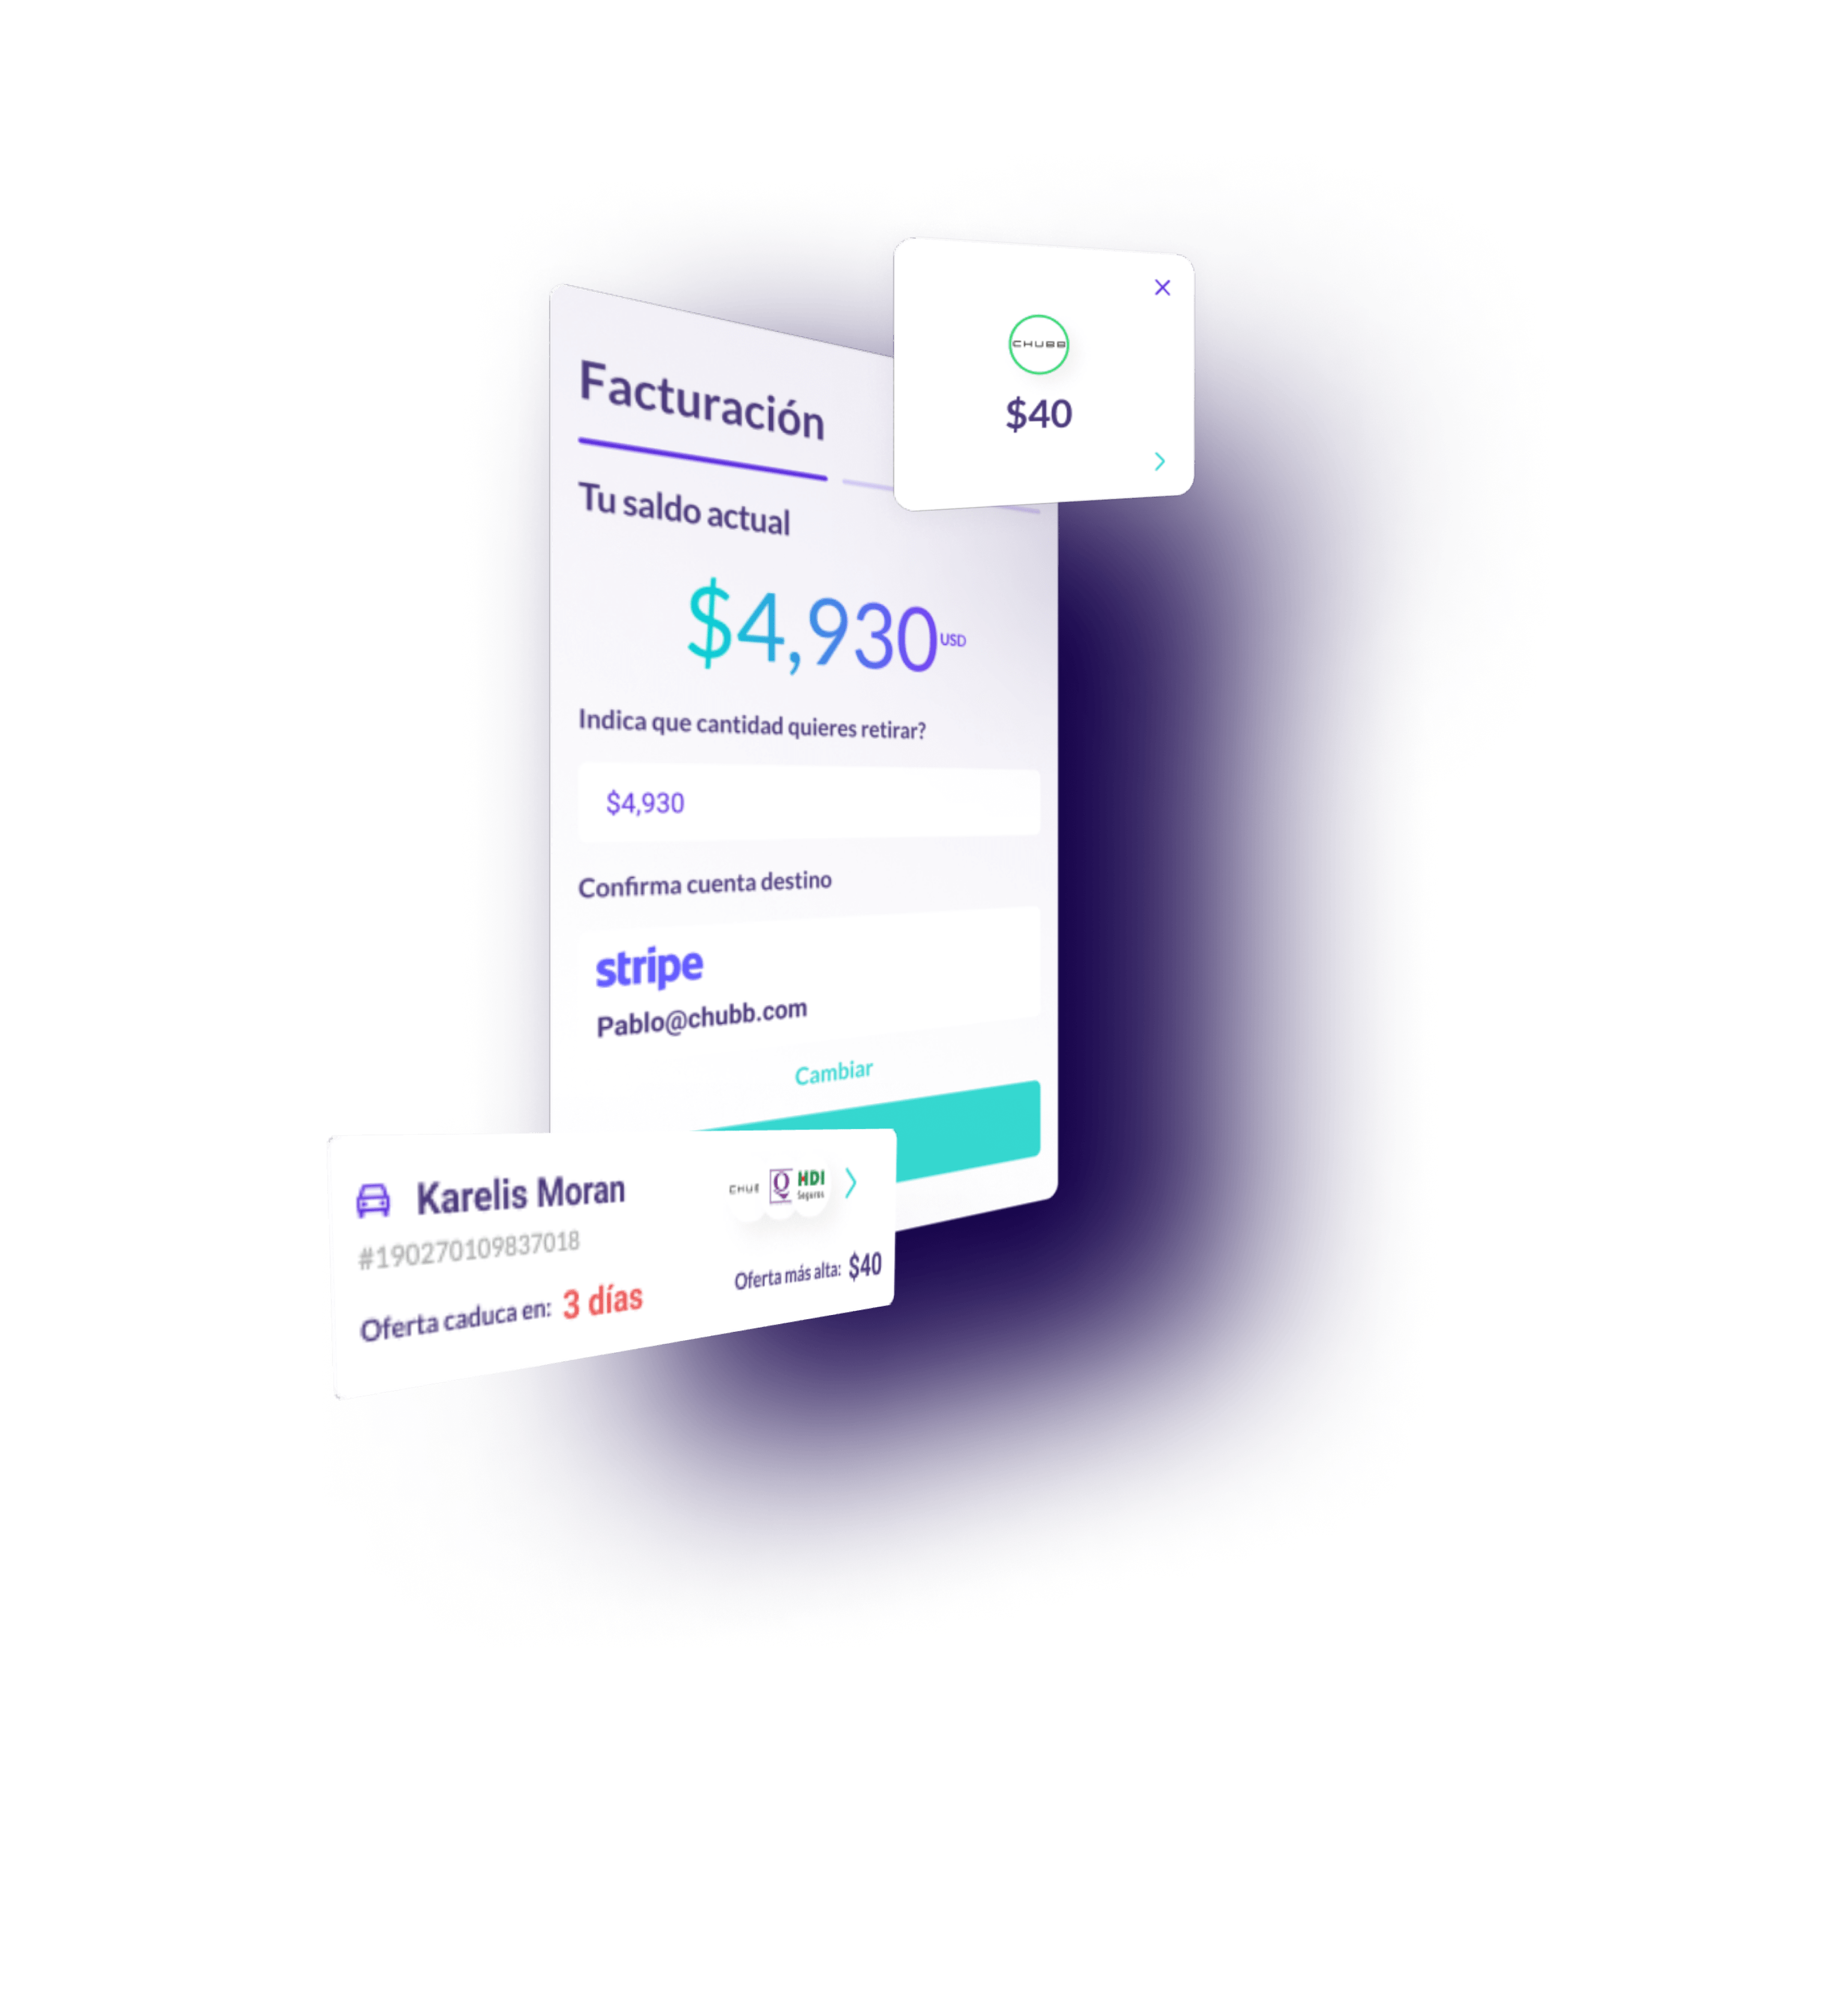 Facturación
CHUBB
$40
Tu saldo actual
$4,930 USD
Indica que cantidad quieres retirar?
$4,930
Confirma cuenta destino
stripe
Pablo@chubb.com
Cambiar
Karelis Moran
CHUB Q HDI
Seguros
#190270109837018
Oferta caduca en: 3 días
Oferta más alta: $40